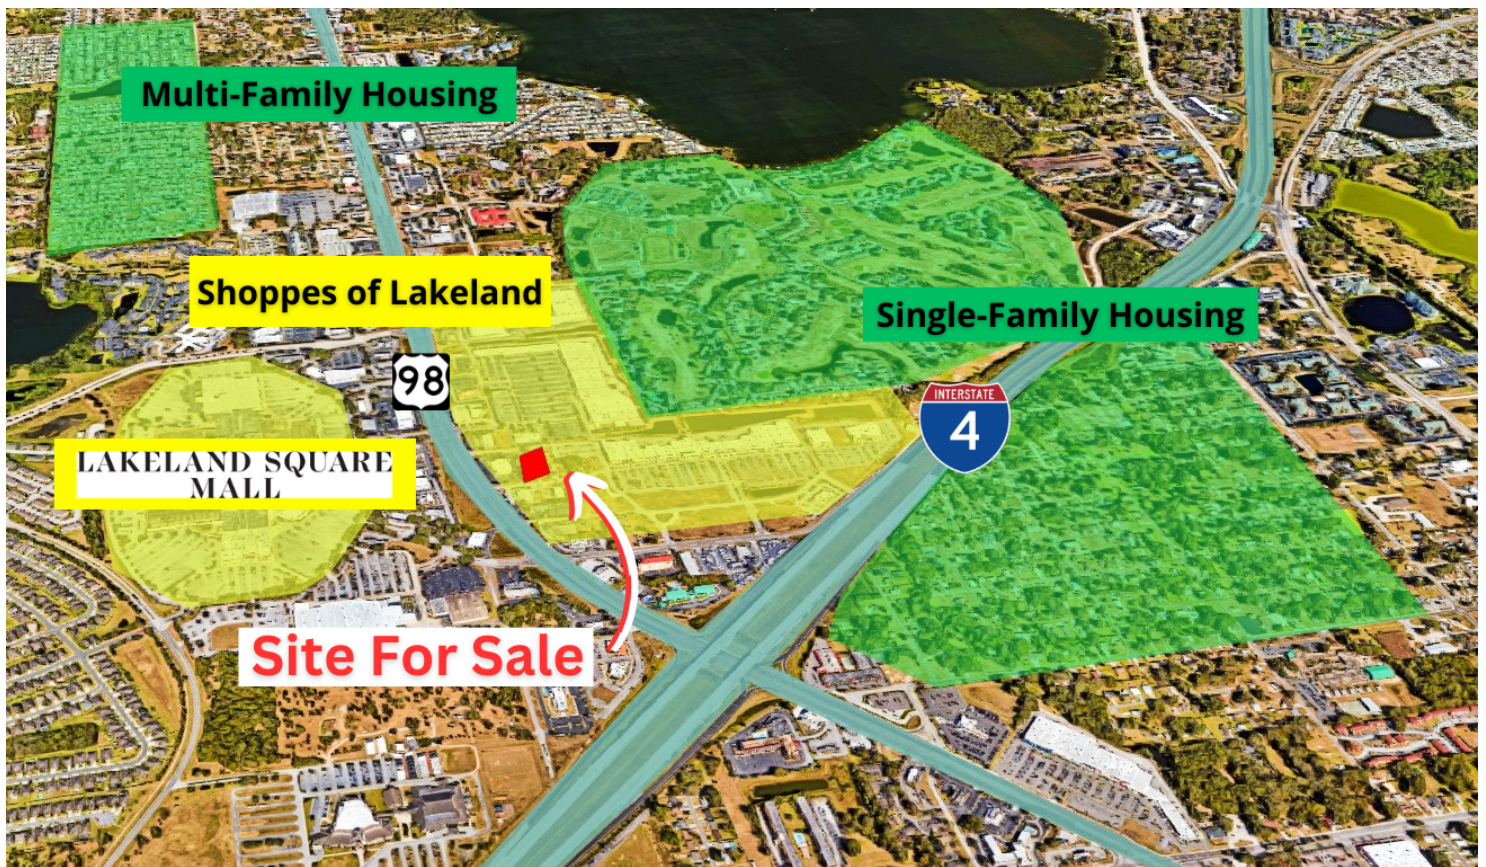 Multi-Family Housing
Shoppes of Lakeland
Single-Family Housing
98
INTERSTATE
4
LAKELAND SQUARE
MALL
Site For Sale